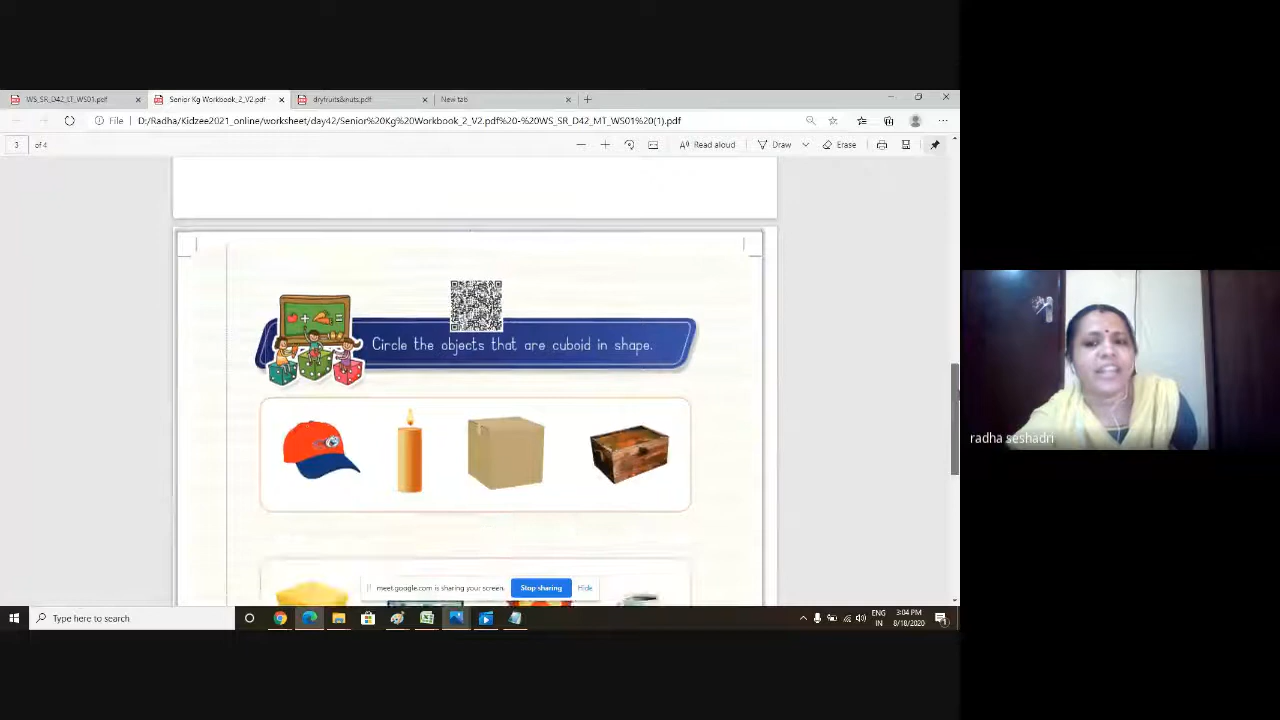 WS_SR_D42_LT_WS01.pdf
Senior Kg Workbook_2_V2.pdf
dryfruits&nuts.pdf
New tab
File
D:/Radha/Kidzee2021_online/worksheet/day42/Senior%20Kg%20Workbook_2_V2.pdf%20-%20WS_SR_D42_MT_WS01%20(1).pdf
3 of 4
Read aloud
Draw
Erase
Circle the objects that are cuboid in shape.
radha seshadri
meet.google.com is sharing your screen.
Stop sharing
Hide
Type here to search
ENG
IN
3:04 PM
8/18/2020